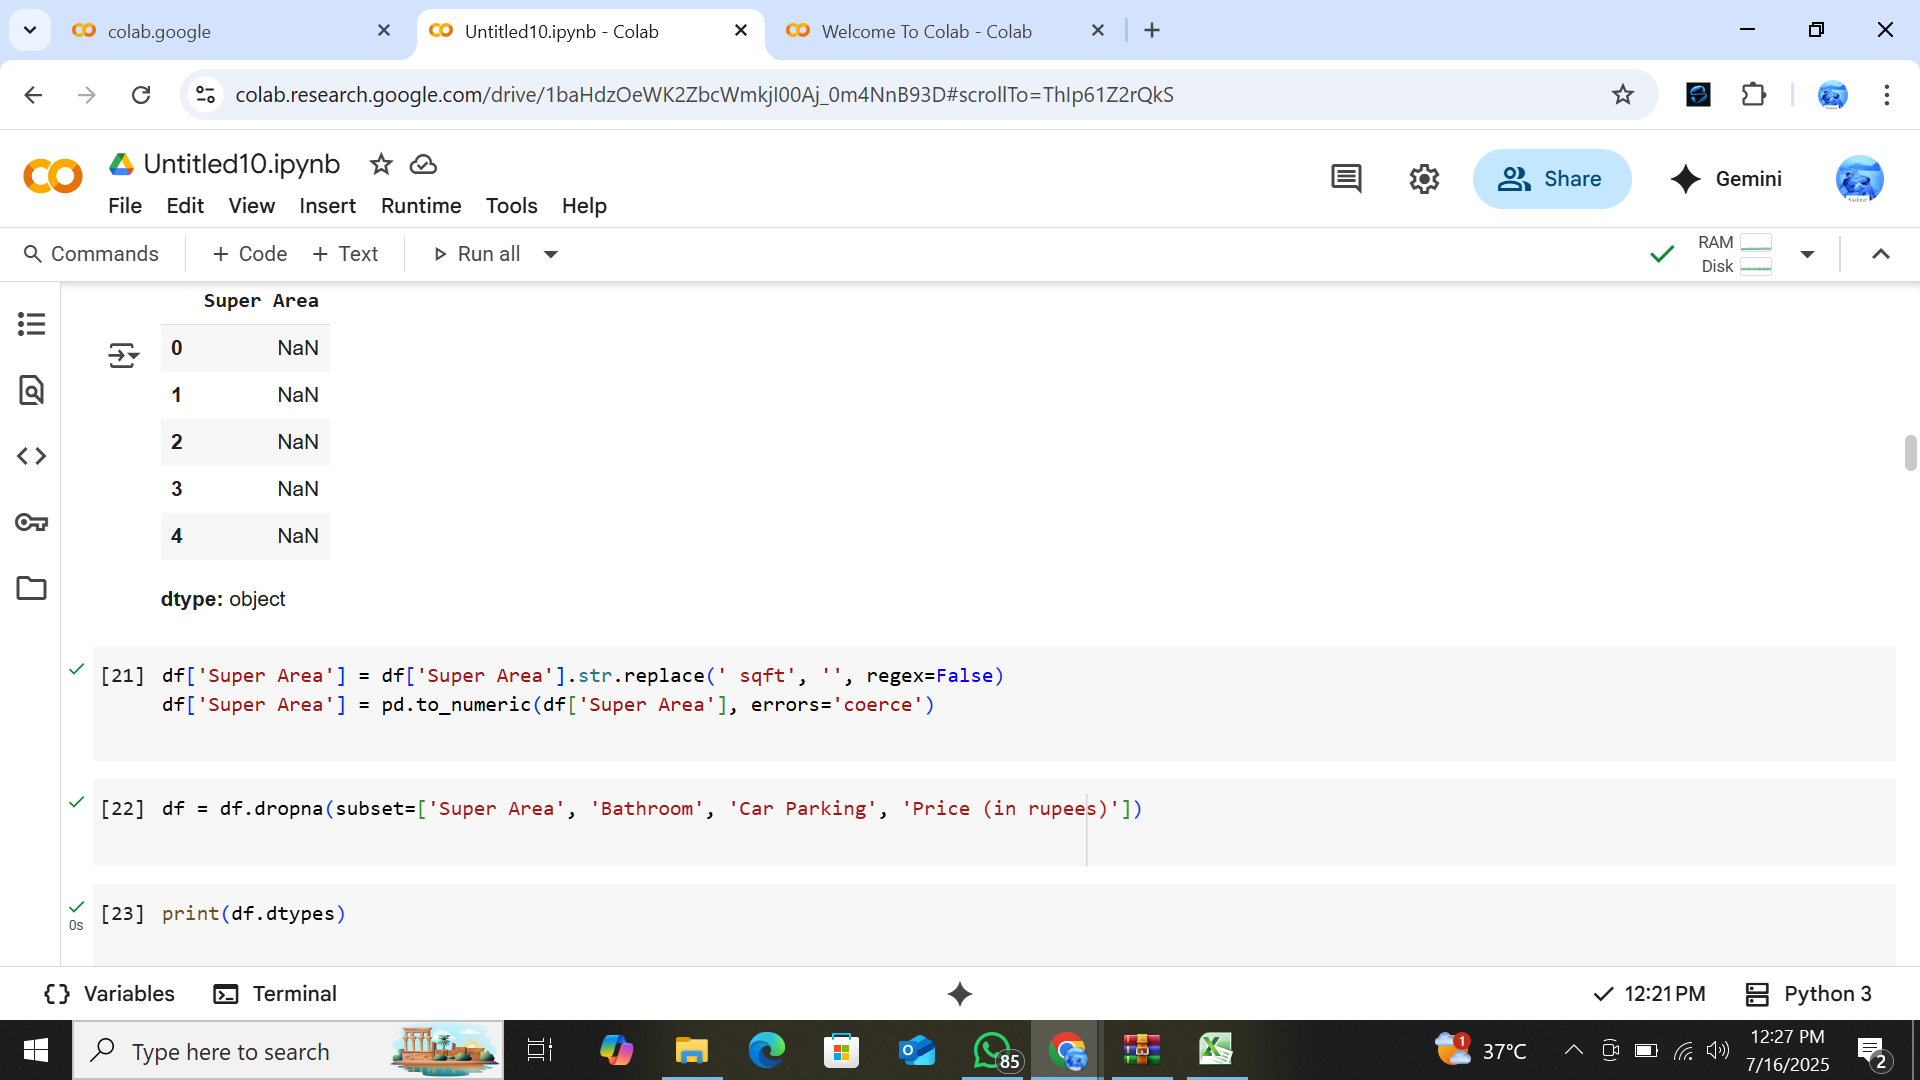 colab.google
Untitled10.ipynb - Colab
Welcome To Colab - Colab
colab.research.google.com/drive/1baHdzOeWK2ZbcWmkjI00Aj_0m4NnB93D#scrollTo=ThIp61Z2rQkS
Untitled10.ipynb
Share
Gemini
File Edit View Insert Runtime Tools Help
Commands + Code + Text Run all
RAM
Disk
Super Area
0 NaN
1 NaN
2 NaN
3 NaN
4 NaN
dtype: object
[21] df['Super Area'] = df['Super Area'].str.replace(' sqft', '', regex=False)
df['Super Area'] = pd.to_numeric(df['Super Area'], errors='coerce')
[22] df = df.dropna(subset=['Super Area', 'Bathroom', 'Car Parking', 'Price (in rupees)'])
[23] print(df.dtypes)
0s
Variables Terminal
12:21 PM Python 3
Type here to search
85
1
37°C
12:27 PM
7/16/2025
2